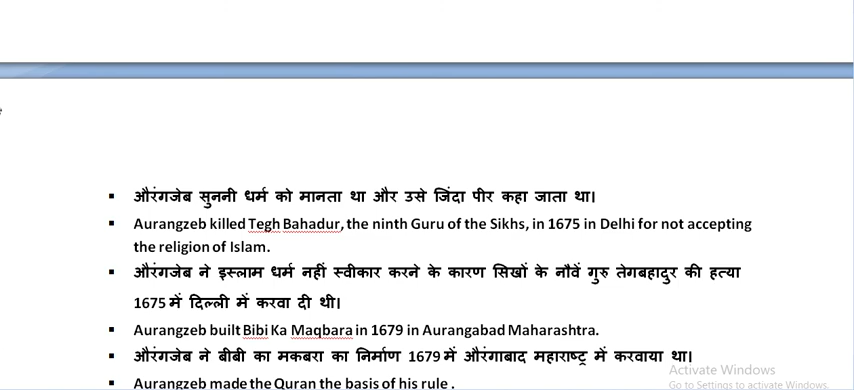 औरंगजेब सुननी धर्म को मानता था और उसे जिंदा पीर कहा जाता था।
Aurangzeb killed Tegh Bahadur, the ninth Guru of the Sikhs, in 1675 in Delhi for not accepting
the religion of Islam.
औरंगजेब ने इस्लाम धर्म नहीं स्वीकार करने के कारण सिखों के नौवें गुरु तेगबहादुर की हत्या
1675 में दिल्ली में करवा दी थी।
Aurangzeb built Bibi Ka Maqbara in 1679 in Aurangabad Maharashtra.
औरंगजेब ने बीबी का मकबरा का निर्माण 1679 में औरंगाबाद महाराष्ट्र में करवाया था।
Activate Windows
Aurangzeb made the Quran the basis of his rule .
Go to Settings to activate Windows.